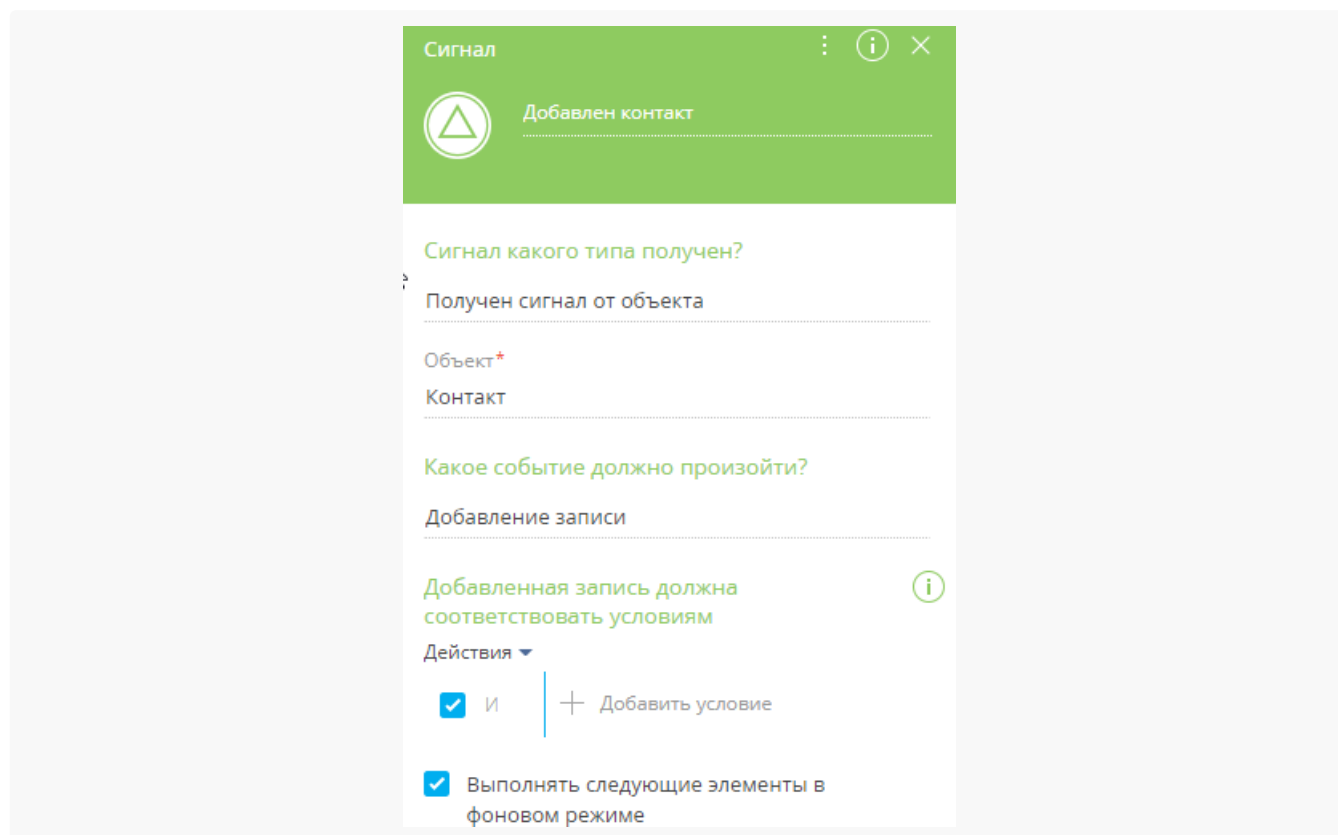 Сигнал
Добавлен контакт
Сигнал какого типа получен?
Получен сигнал от объекта
Объект*
Контакт
Какое событие должно произойти?
Добавление записи
Добавленная запись должна
соответствовать условиям
Действия
И
Добавить условие
Выполнять следующие элементы в
фоновом режиме